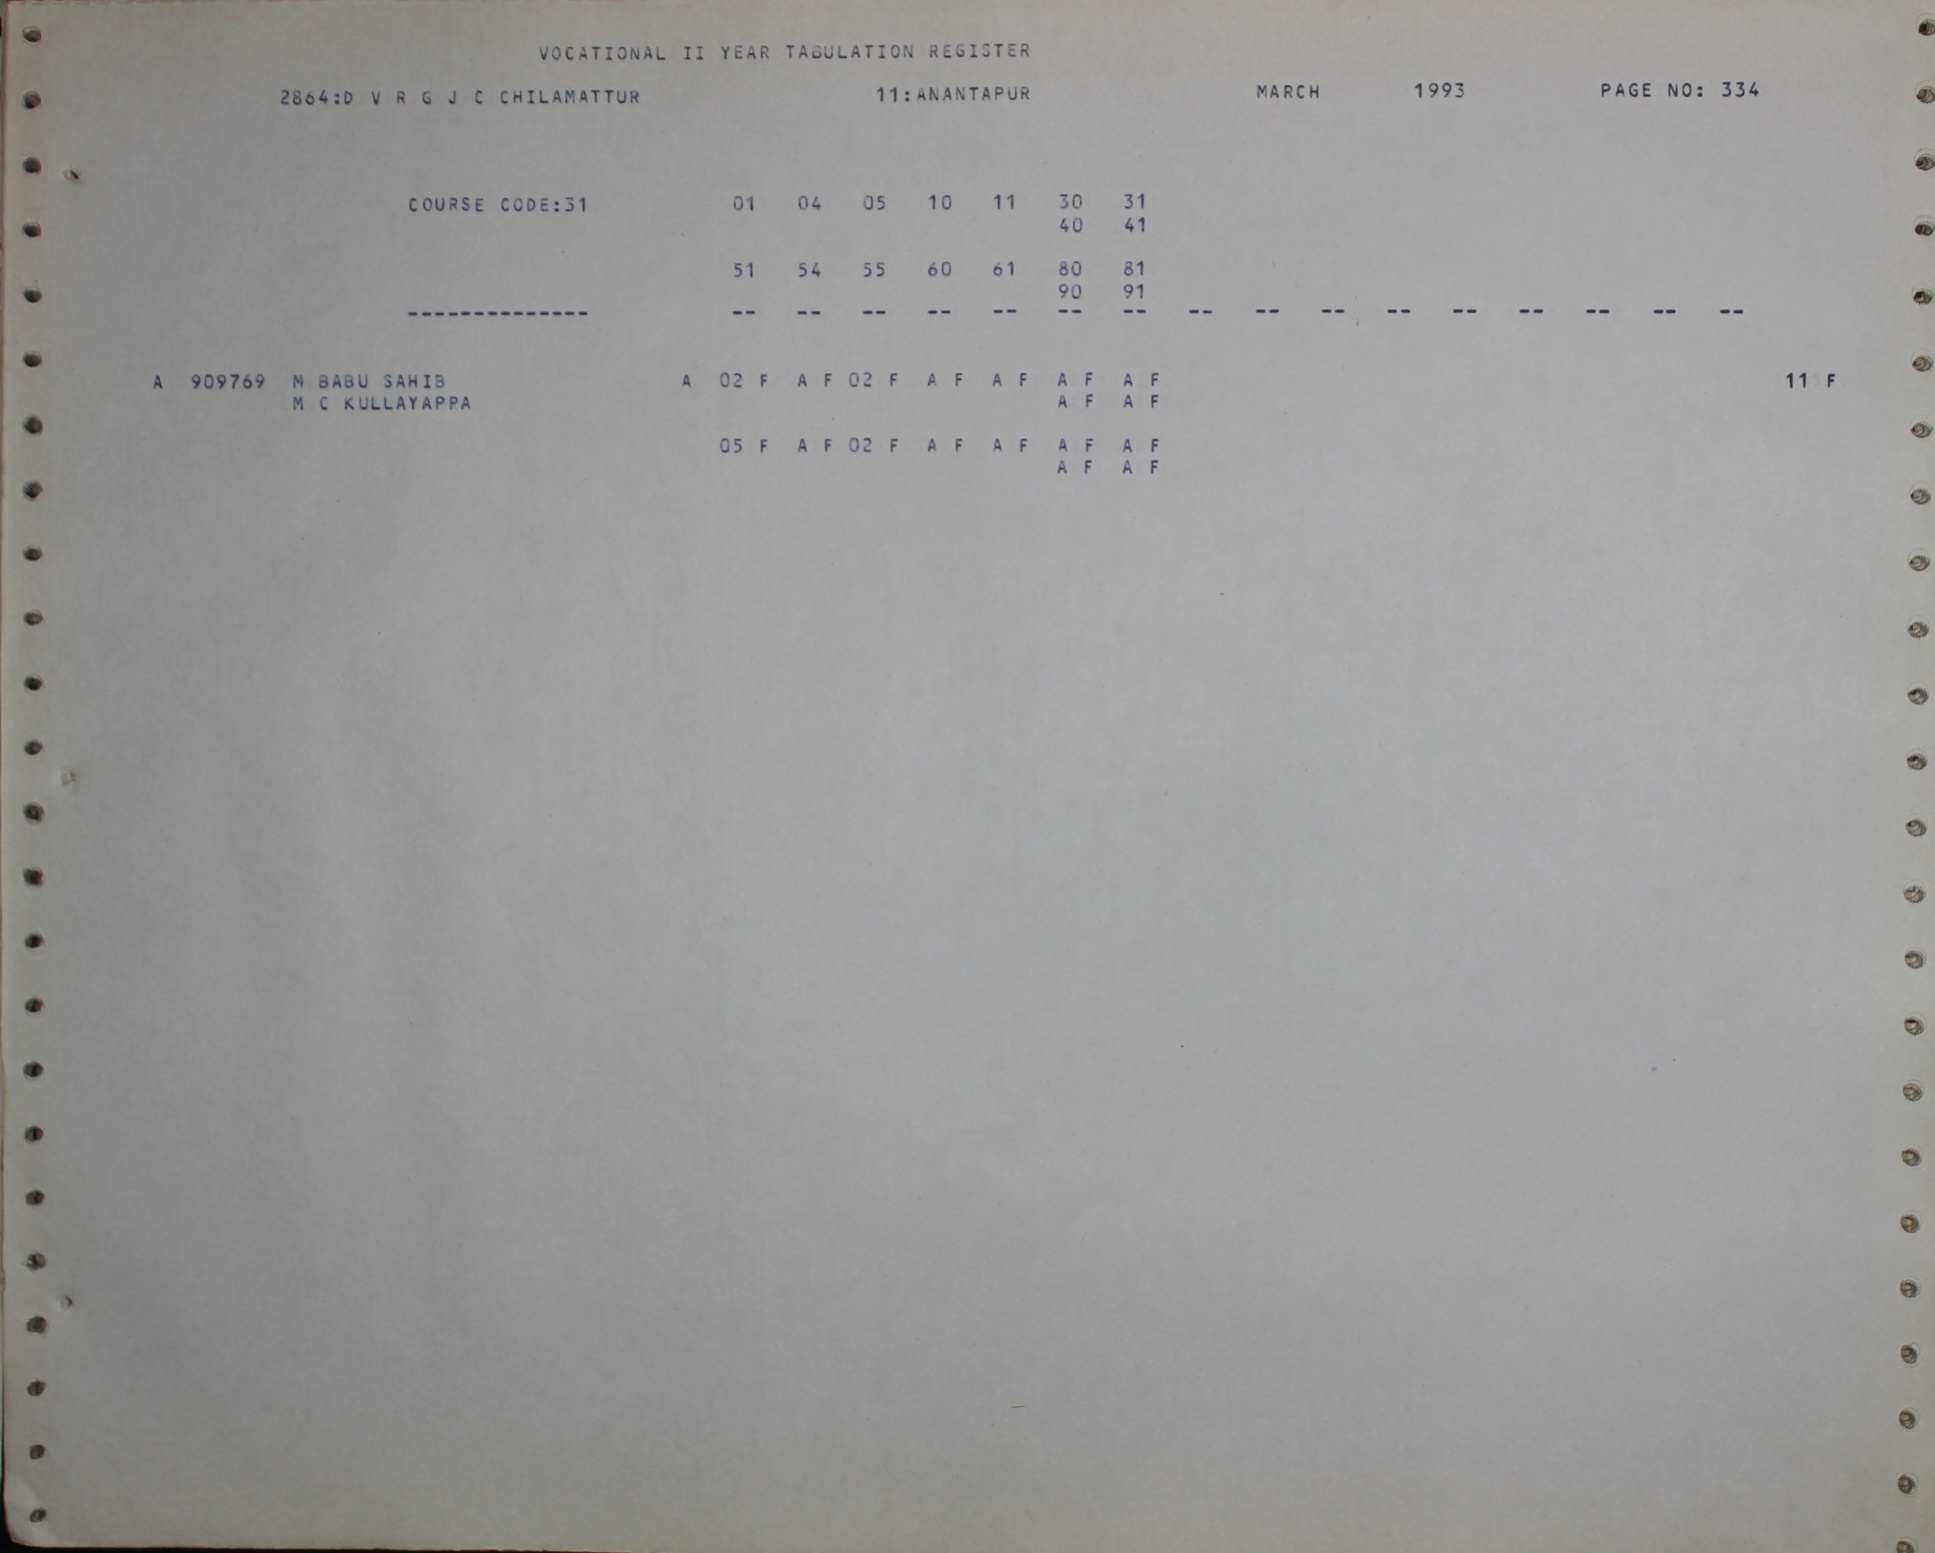 VOCATIONAL II YEAR TABULATION REGISTER
2864:D V R G J C CHILAMATTUR 11:ANANTAPUR MARCH 1993 PAGE NO: 334
COURSE CODE:31 01 04 05 10 11 30 31
40 41
51 54 55 60 61 80 81
90 91
-------------- -- -- -- -- -- -- -- -- -- -- -- -- -- -- -- --
A 909769 M BABU SAHIB A 02 F A F 02 F A F A F A F A F 11 F
M C KULLAYAPPA A F A F
05 F A F 02 F A F A F A F A F
A F A F